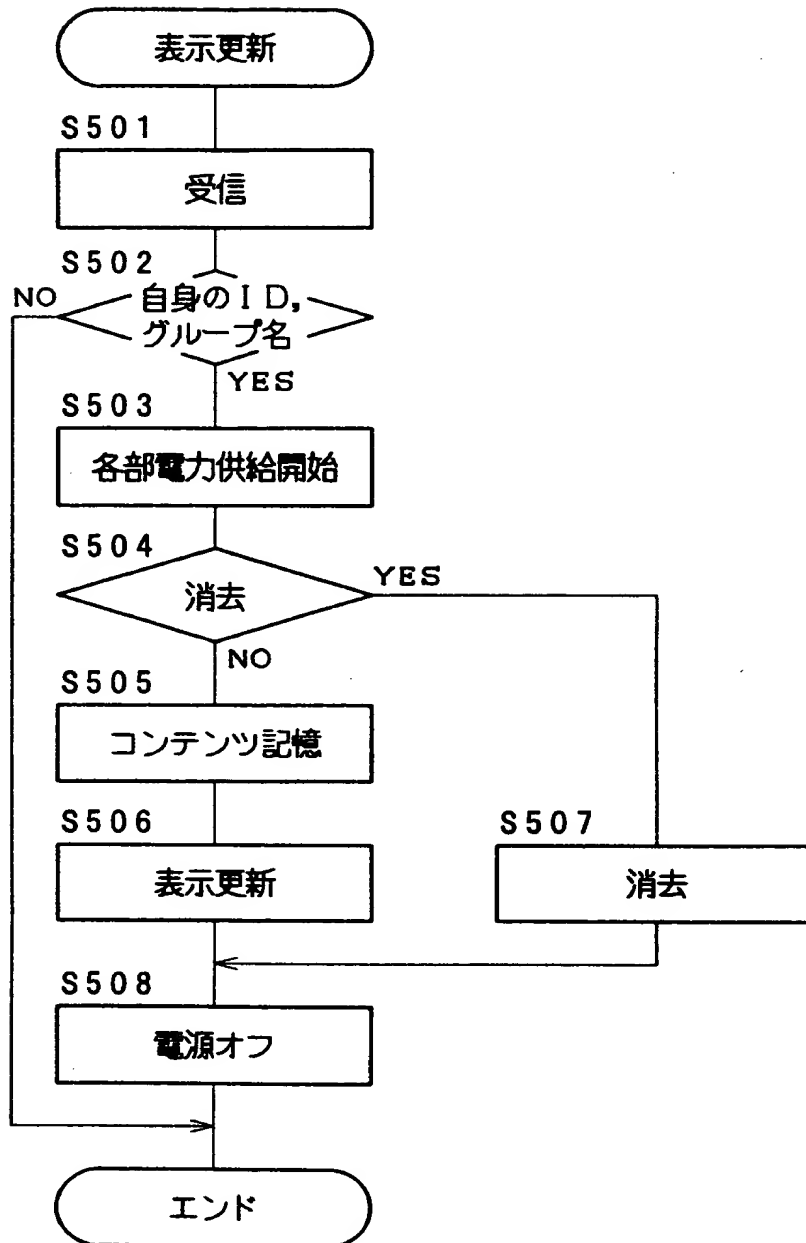 表示更新
S501
受信
S502
NO
自身のID,
グループ名
YES
S503
各部電力供給開始
S504
消去
YES
NO
S505
コンテンツ記憶
S506
表示更新
S507
消去
S508
電源オフ
エンド